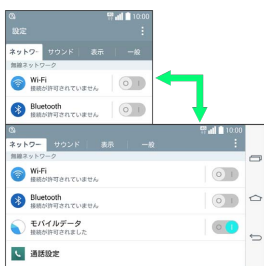 10:00
設定
ネットワー サウンド 表示 一般
無線ネットワーク
Wi-Fi
接続が許可されていません
Bluetooth
接続が許可されていません
10:00
ネットワー サウンド 表示 一般
無線ネットワーク
Wi-Fi
接続が許可されていません
Bluetooth
接続が許可されていません
モバイルデータ
接続が許可されました
通話設定